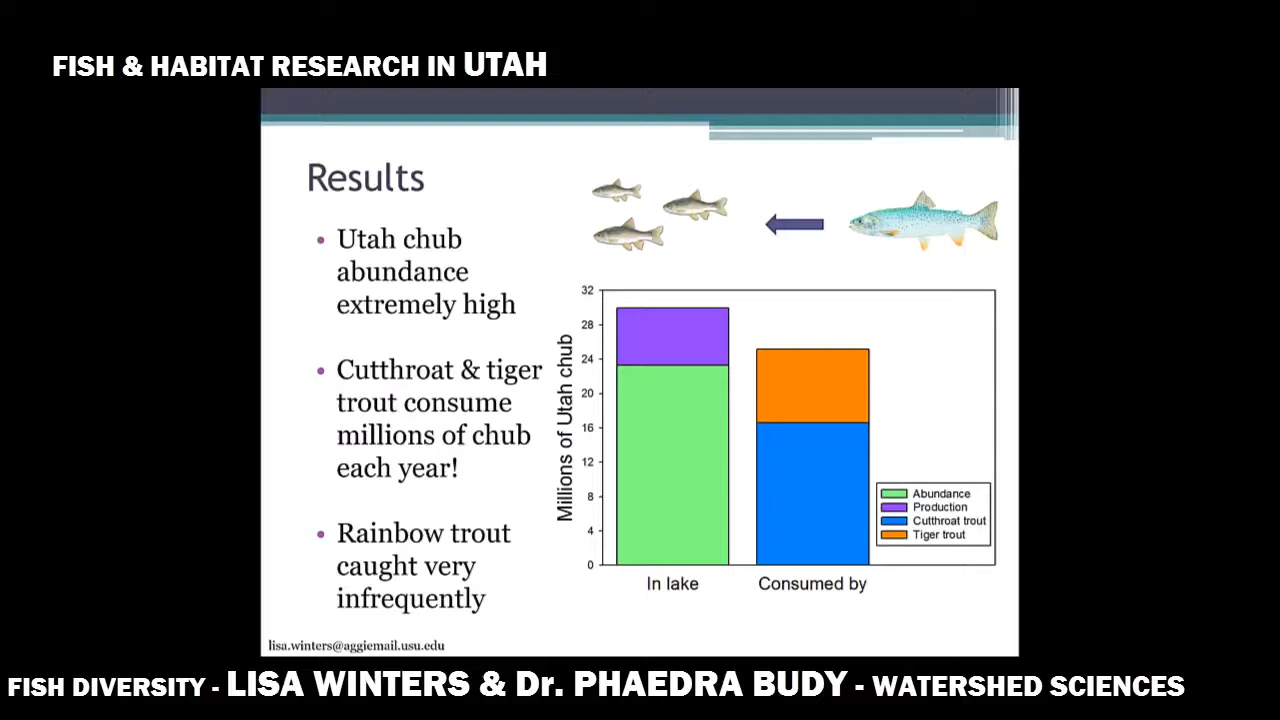 FISH & HABITAT RESEARCH IN UTAH
Results
• Utah chub
abundance
extremely high
• Cutthroat & tiger
trout consume
millions of chub
each year!
• Rainbow trout
caught very
infrequently
Millions of Utah chub
32
28
24
20
16
12
8
4
0
In lake
Consumed by
Abundance
Production
Cutthroat trout
Tiger trout
lisa.winters@aggiemail.usu.edu
FISH DIVERSITY - LISA WINTERS & Dr. PHAEDRA BUDY - WATERSHED SCIENCES